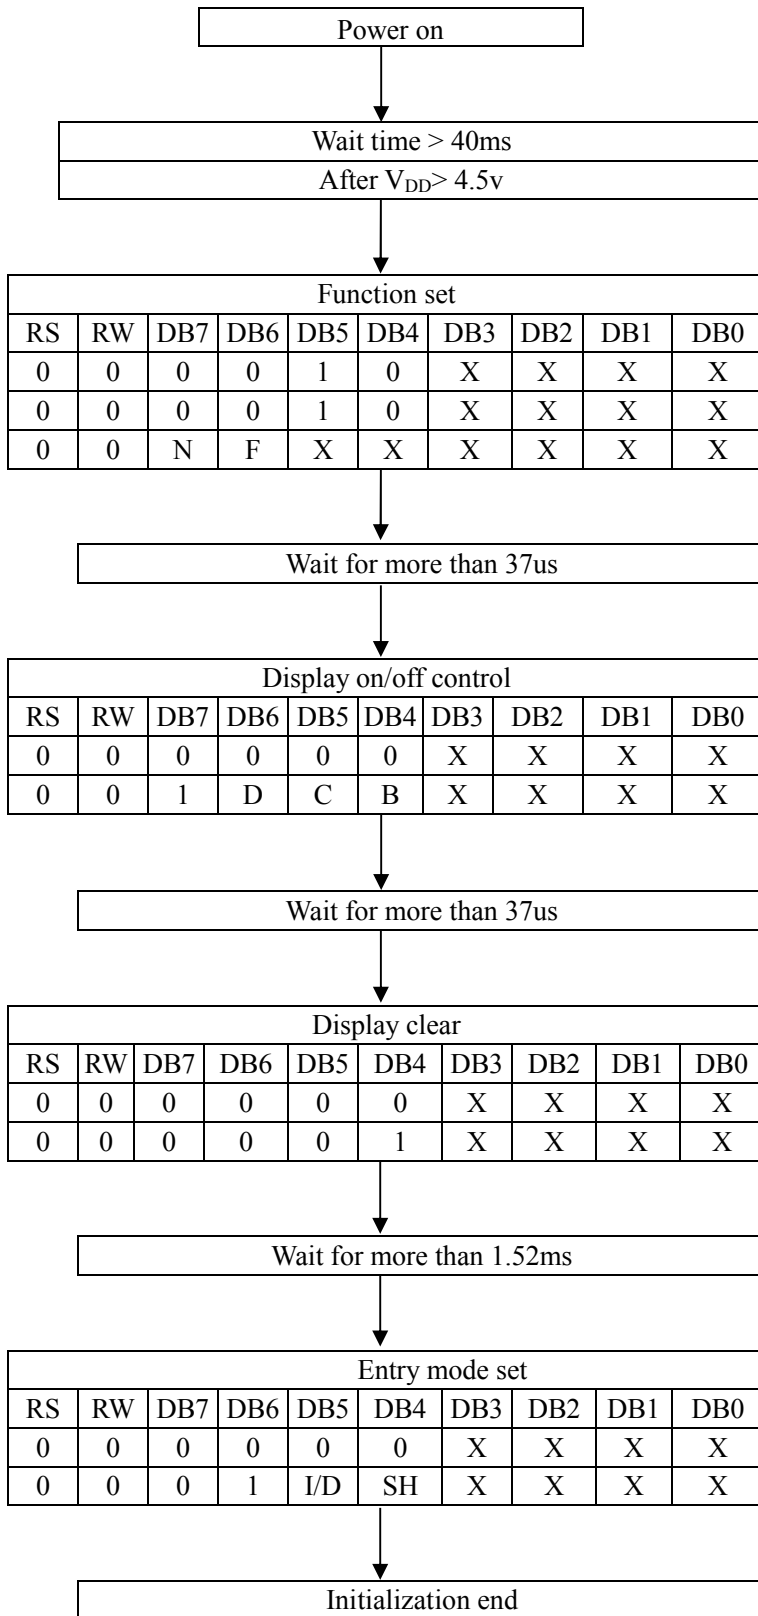 Power on
Wait time > 40ms
After VDD> 4.5v
Function set
RS RW DB7 DB6 DB5 DB4 DB3 DB2 DB1 DB0
0 0 0 0 1 0 X X X X
0 0 0 0 1 0 X X X X
0 0 N F X X X X X X
Wait for more than 37us
Display on/off control
RS RW DB7 DB6 DB5 DB4 DB3 DB2 DB1 DB0
0 0 0 0 0 0 X X X X
0 0 1 D C B X X X X
Wait for more than 37us
Display clear
RS RW DB7 DB6 DB5 DB4 DB3 DB2 DB1 DB0
0 0 0 0 0 0 X X X X
0 0 0 0 0 1 X X X X
Wait for more than 1.52ms
Entry mode set
RS RW DB7 DB6 DB5 DB4 DB3 DB2 DB1 DB0
0 0 0 0 0 0 X X X X
0 0 0 1 I/D SH X X X X
Initialization end